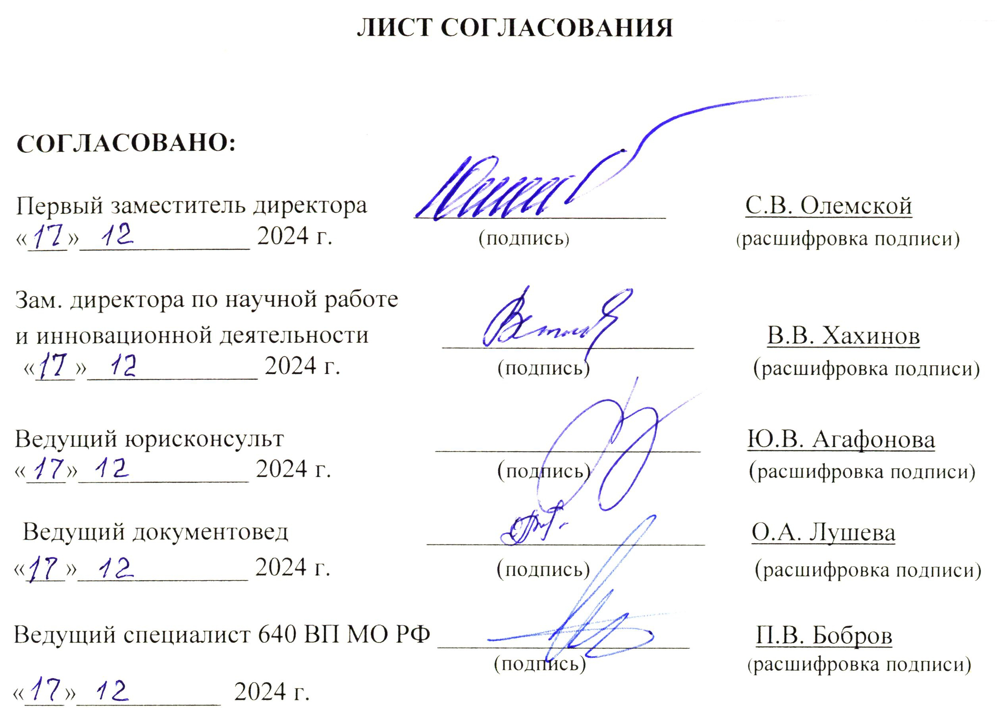 ЛИСТ СОГЛАСОВАНИЯ
СОГЛАСОВАНО:
Первый заместитель директора С.В. Олемской
«17» 12 2024 г. (подпись) (расшифровка подписи)
Зам. директора по научной работе
и инновационной деятельности В.В. Хахинов
«17» 12 2024 г. (подпись) (расшифровка подписи)
Ведущий юрисконсульт Ю.В. Агафонова
«17» 12 2024 г. (подпись) (расшифровка подписи)
Ведущий документовед О.А. Лушева
«17» 12 2024 г. (подпись) (расшифровка подписи)
Ведущий специалист 640 ВП МО РФ П.В. Бобров
(подпись) (расшифровка подписи)
«17» 12 2024 г.